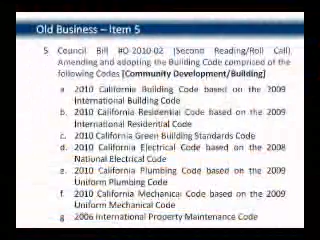 Old Business – Item 5
5. Council Bill #O-2010-02 (Second Reading/Roll Call)
Amending and adopting the Building Code comprised of the
following Codes [Community Development/Building]
a 2010 California Building Code based on the 2009
International Building Code
b. 2010 California Residential Code based on the 2009
International Residential Code
c. 2010 California Green Building Standards Code
d. 2010 California Electrical Code based on the 2008
National Electrical Code
e. 2010 California Plumbing Code based on the 2009
Uniform Plumbing Code
f. 2010 California Mechanical Code based on the 2009
Uniform Mechanical Code
g 2006 International Property Maintenance Code